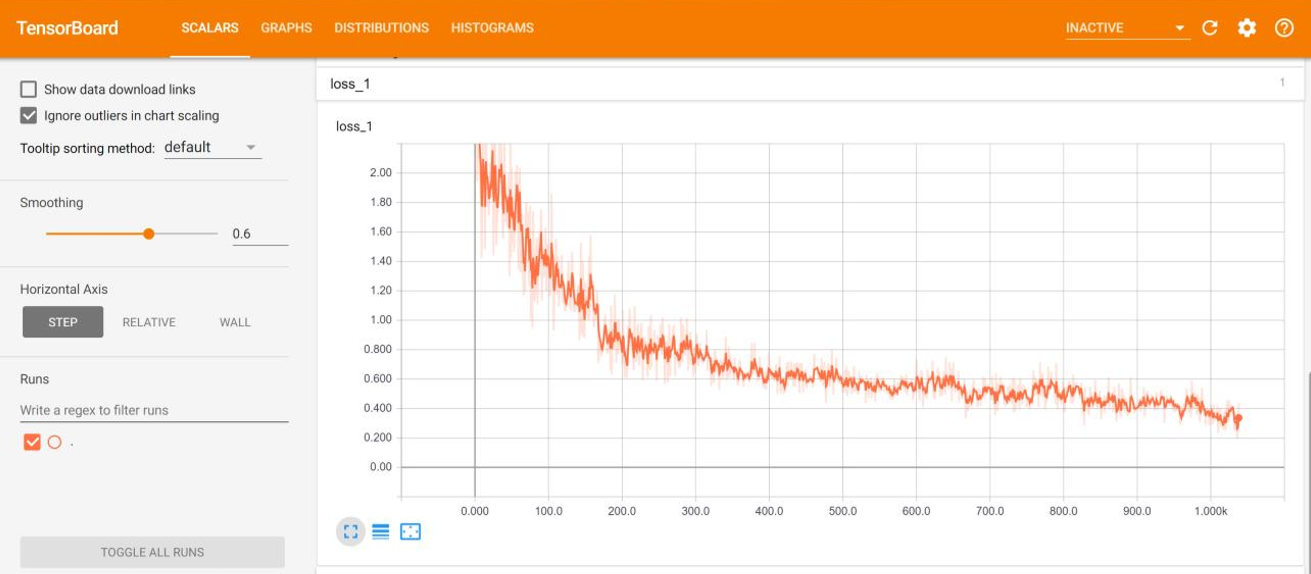 TensorBoard SCALARS GRAPHS DISTRIBUTIONS HISTOGRAMS INACTIVE
Show data download links
Ignore outliers in chart scaling
Tooltip sorting method: default
Smoothing
0.6
Horizontal Axis
STEP RELATIVE WALL
Runs
Write a regex to filter runs
.
TOGGLE ALL RUNS
loss_1 1
loss_1
2.00
1.80
1.60
1.40
1.20
1.00
0.800
0.600
0.400
0.200
0.00
0.000 100.0 200.0 300.0 400.0 500.0 600.0 700.0 800.0 900.0 1.000k